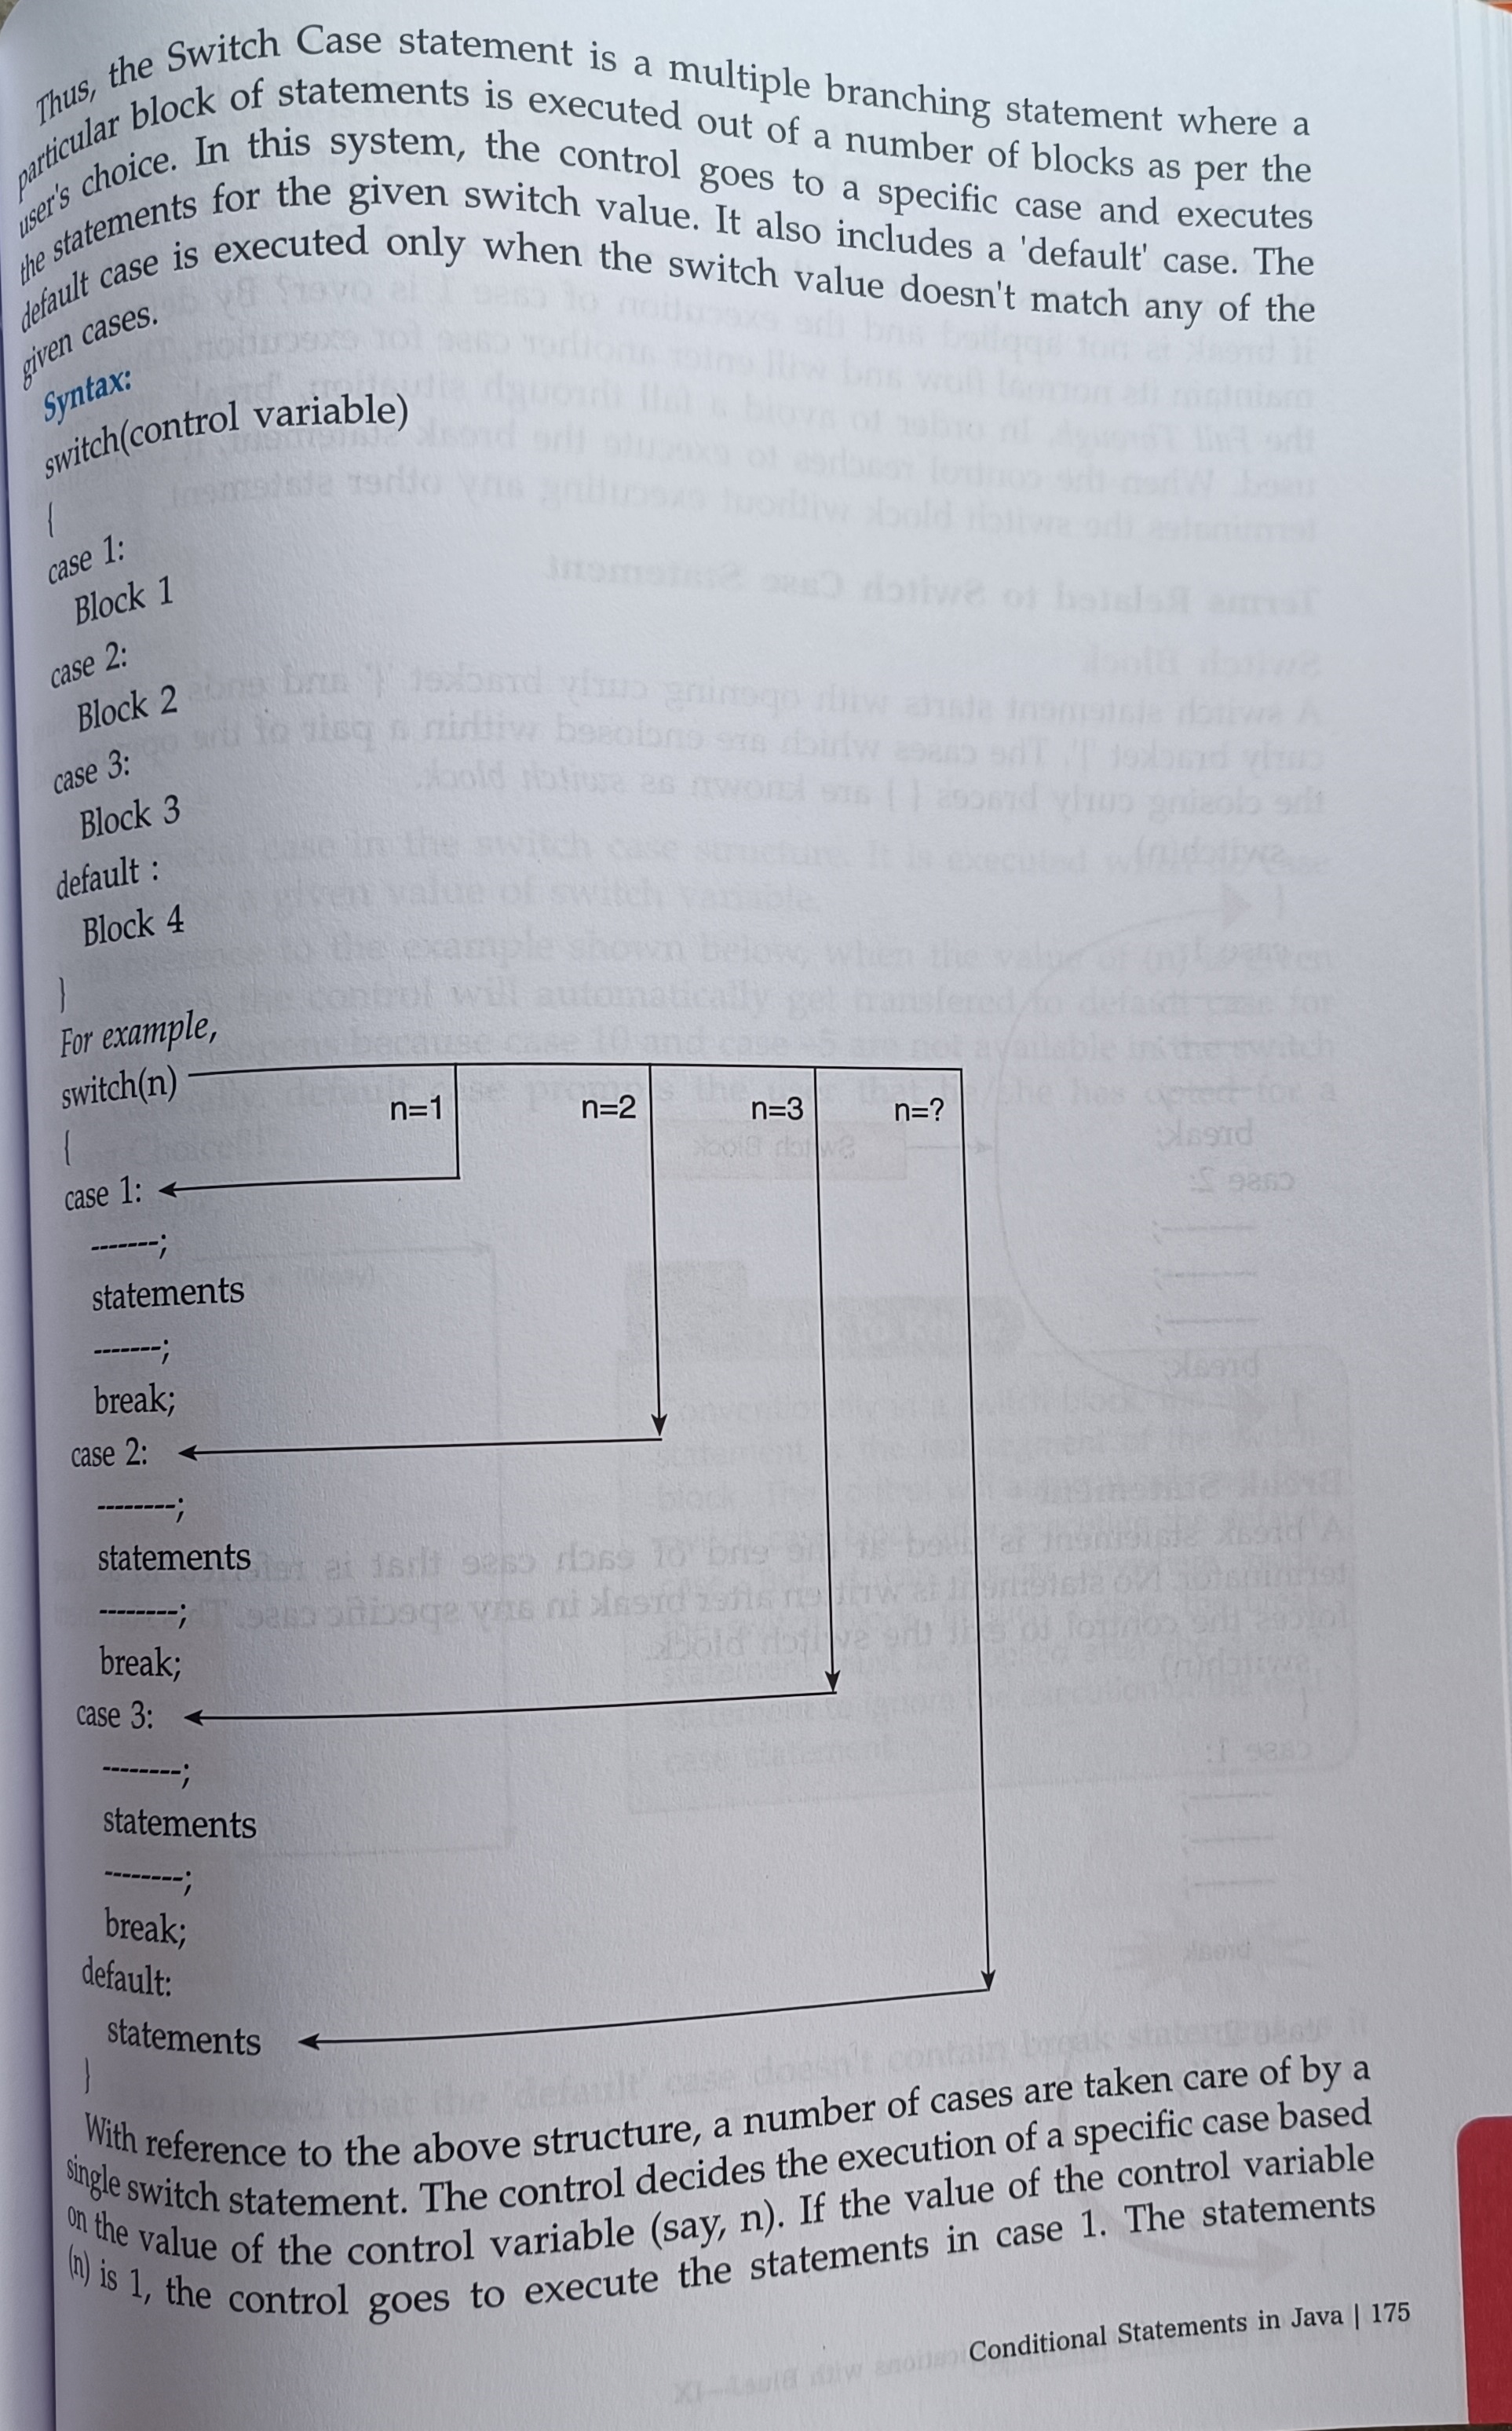 Thus, the Switch Case statement is a multiple branching statement where a
particular block of statements is executed out of a number of blocks as per the
user's choice. In this system, the control goes to a specific case and executes
the statements for the given switch value. It also includes a 'default' case. The
default case is executed only when the switch value doesn't match any of the
given cases.
Syntax:
switch(control variable)
{
case 1:
Block 1
case 2:
Block 2
case 3:
Block 3
default :
Block 4
}
For example,
switch(n)
n=1 n=2 n=3 n=?
{
case 1:
-------;
statements
-------;
break;
case 2:
--------;
statements
--------;
break;
case 3:
--------;
statements
--------;
break;
default:
statements
}
With reference to the above structure, a number of cases are taken care of by a
single switch statement. The control decides the execution of a specific case based
on the value of the control variable (say, n). If the value of the control variable
(n) is 1, the control goes to execute the statements in case 1. The statements
Conditional Statements in Java | 175